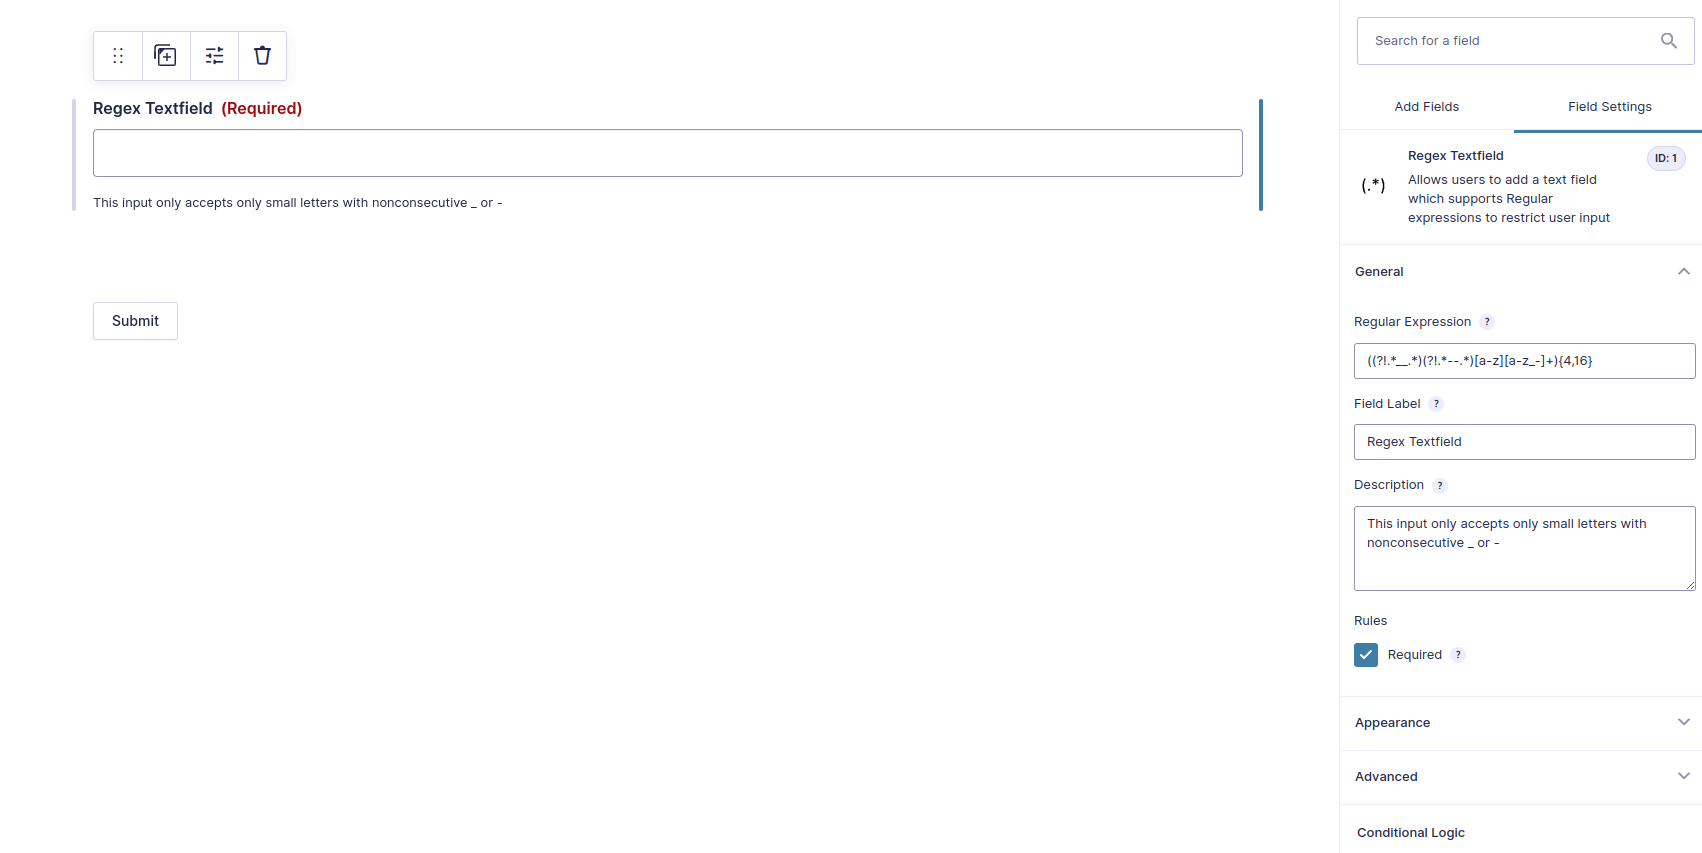 Regex Textfield (Required)
This input only accepts only small letters with nonconsecutive _ or -
Submit
Search for a field
Add Fields
Field Settings
(.*)
Regex Textfield
ID: 1
Allows users to add a text field
which supports Regular
expressions to restrict user input
General
Regular Expression ?
((?!.*__.*)(?!.*--.*)[a-z][a-z_-]+){4,16}
Field Label ?
Regex Textfield
Description ?
This input only accepts only small letters with
nonconsecutive _ or -
Rules
Required ?
Appearance
Advanced
Conditional Logic